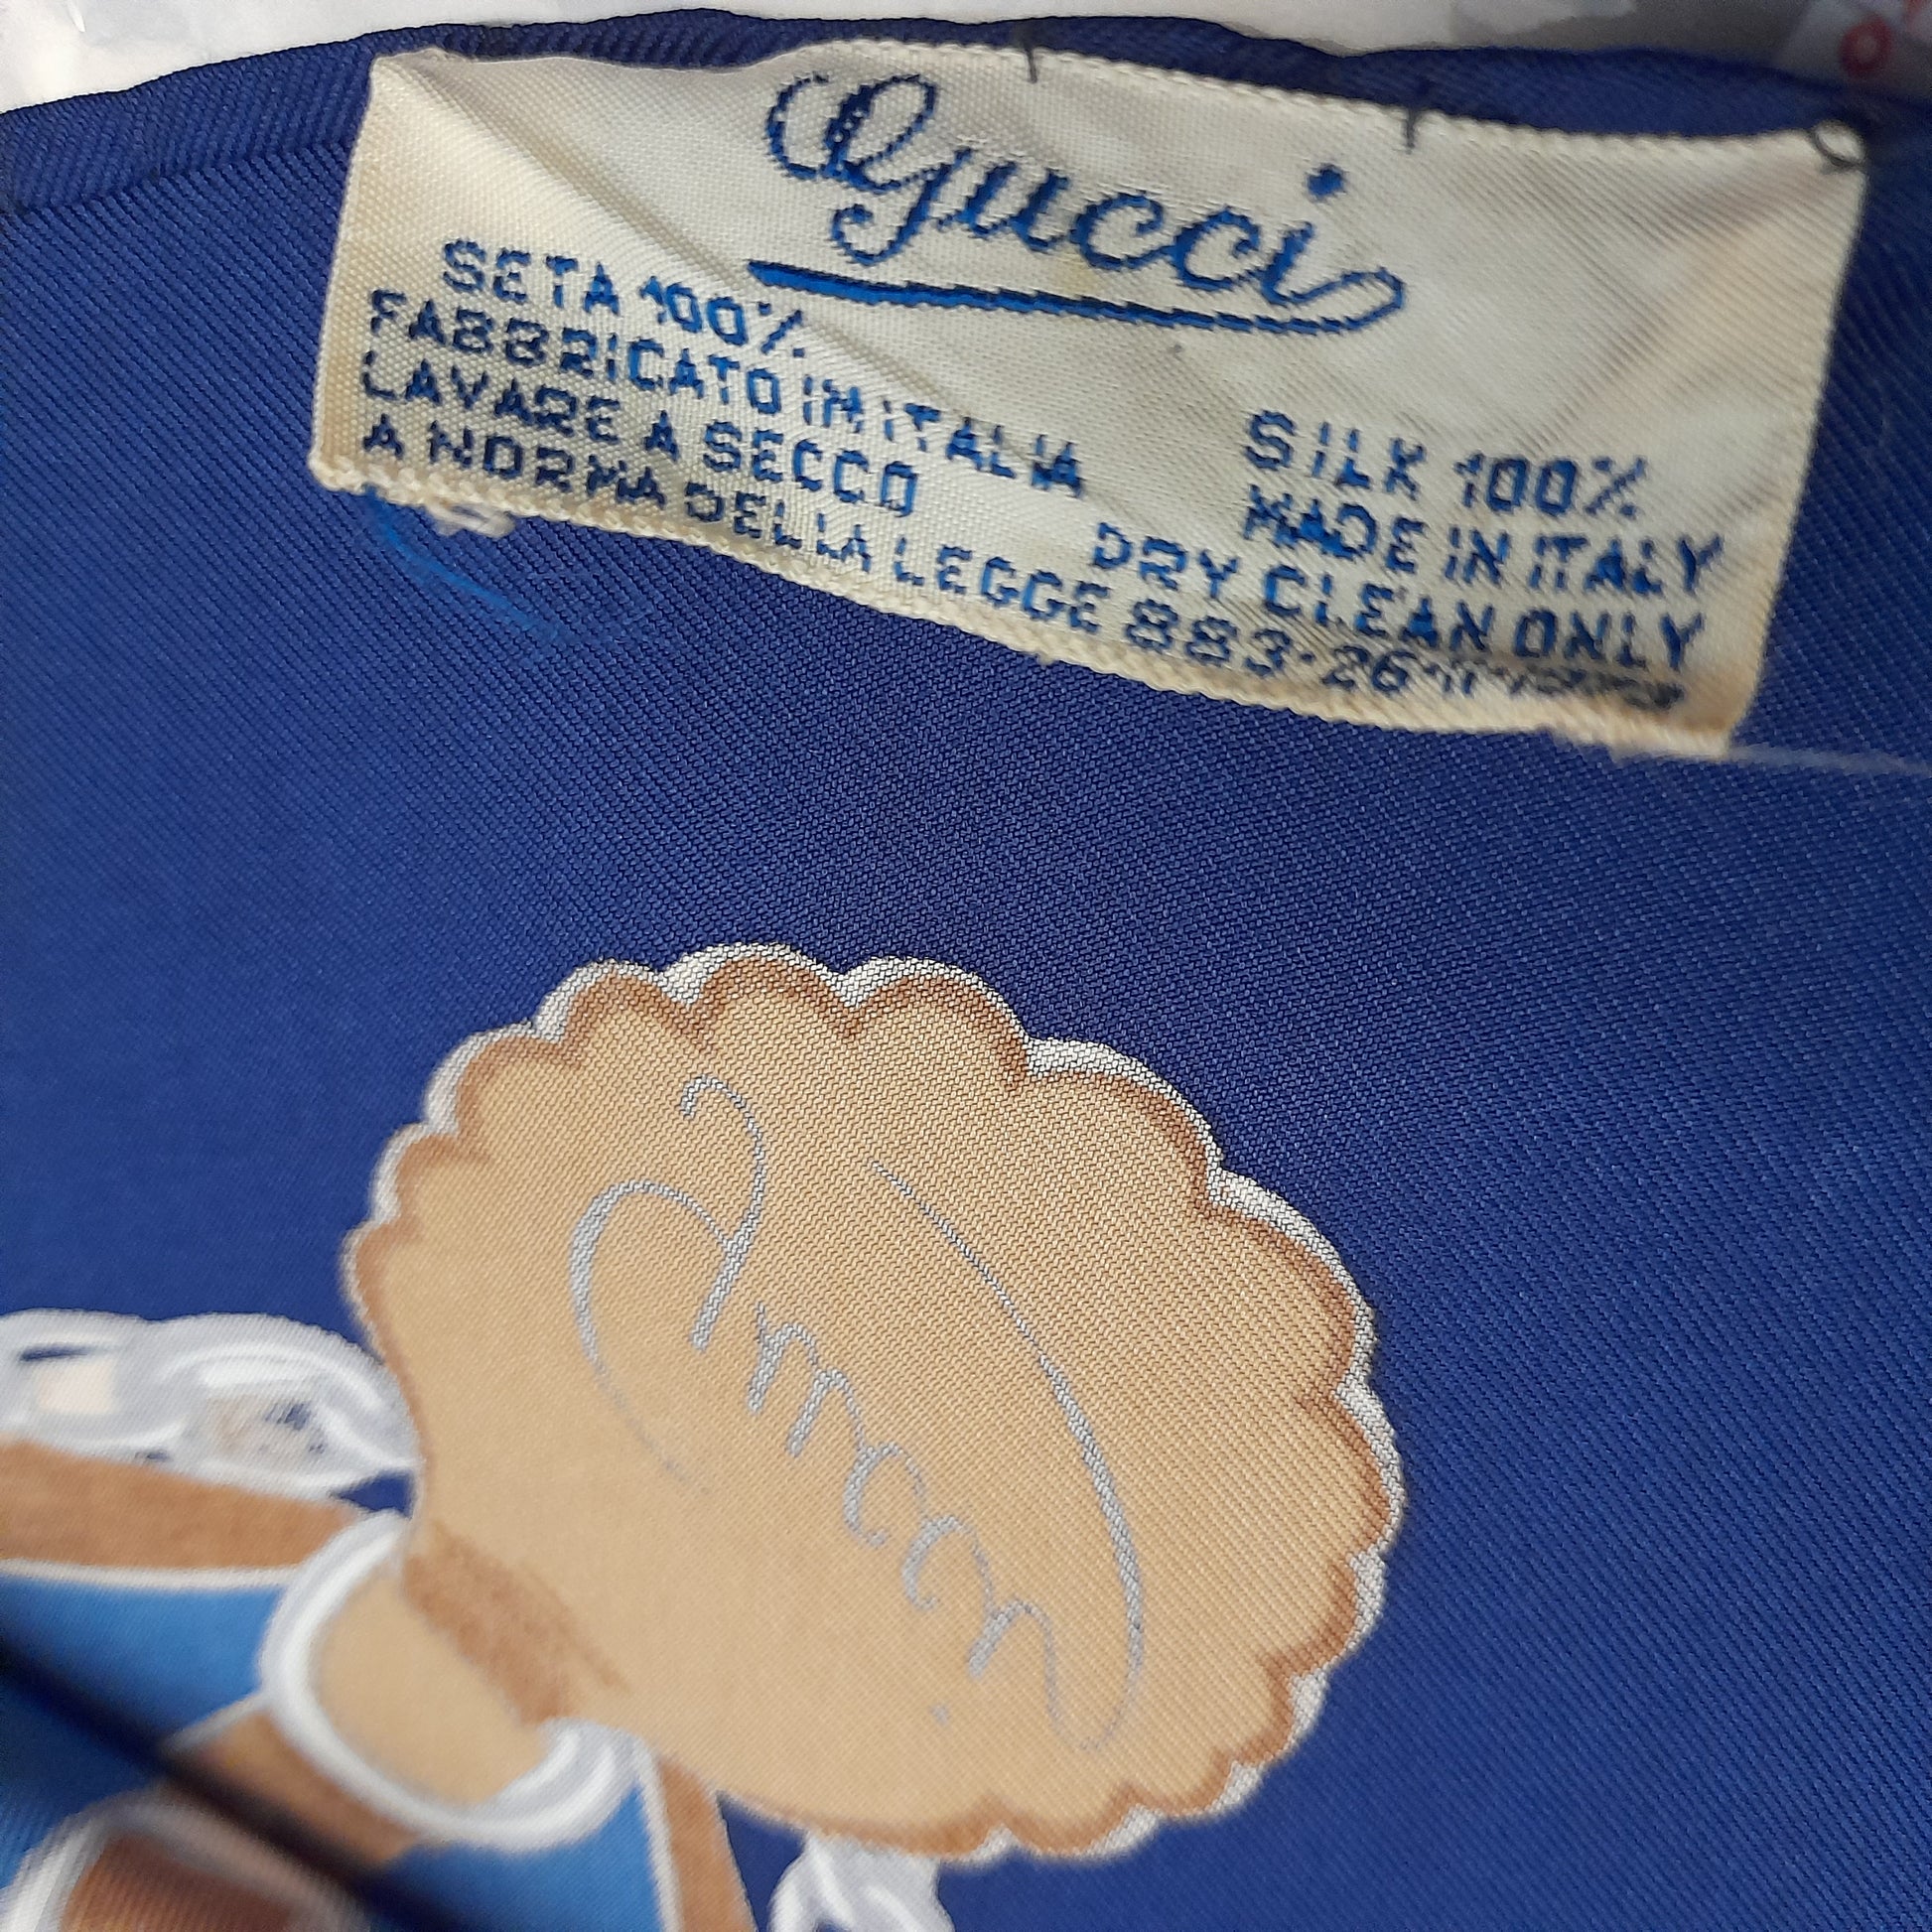 Gucci
SETA 100%
FABBRICATO IN ITALIA
LAVARE A SECCO
A NORMA DELLA LEGGE 883·26·11·
SILK 100%
MADE IN ITALY
DRY CLEAN ONLY